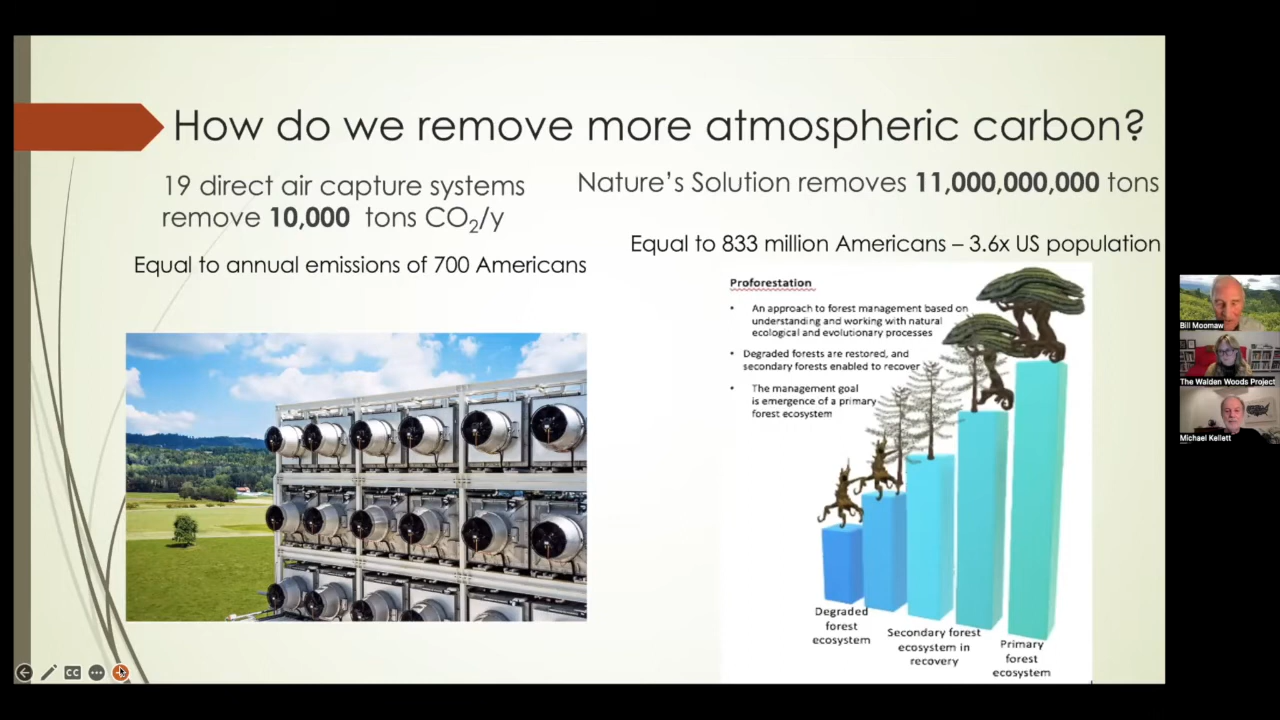 How do we remove more atmospheric carbon?
19 direct air capture systems
remove 10,000 tons CO₂/y
Equal to annual emissions of 700 Americans
Nature's Solution removes 11,000,000,000 tons
Equal to 833 million Americans – 3.6x US population
Proforestation
• An approach to forest management based on
understanding and working with natural
ecological and evolutionary processes
• Degraded forests are restored, and
secondary forests enabled to recover
• The management goal
is emergence of a primary
forest ecosystem
Degraded
forest
ecosystem
Secondary forest
ecosystem in
recovery
Primary
forest
ecosystem
Bill Moomaw
The Walden Woods Project
Michael Kellett
CC